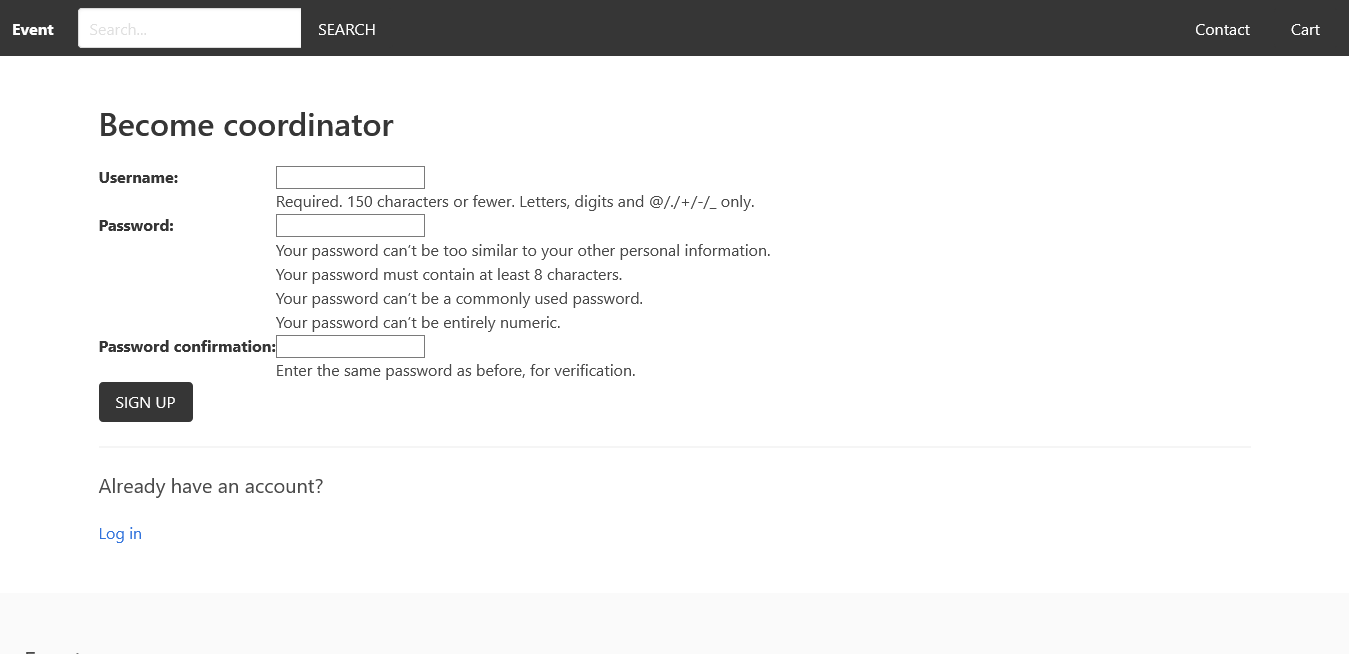 Event Search... SEARCH Contact Cart
Become coordinator
Username:
Required. 150 characters or fewer. Letters, digits and @/./+/-/_ only.
Password:
Your password can’t be too similar to your other personal information.
Your password must contain at least 8 characters.
Your password can’t be a commonly used password.
Your password can’t be entirely numeric.
Password confirmation:
Enter the same password as before, for verification.
SIGN UP
Already have an account?
Log in